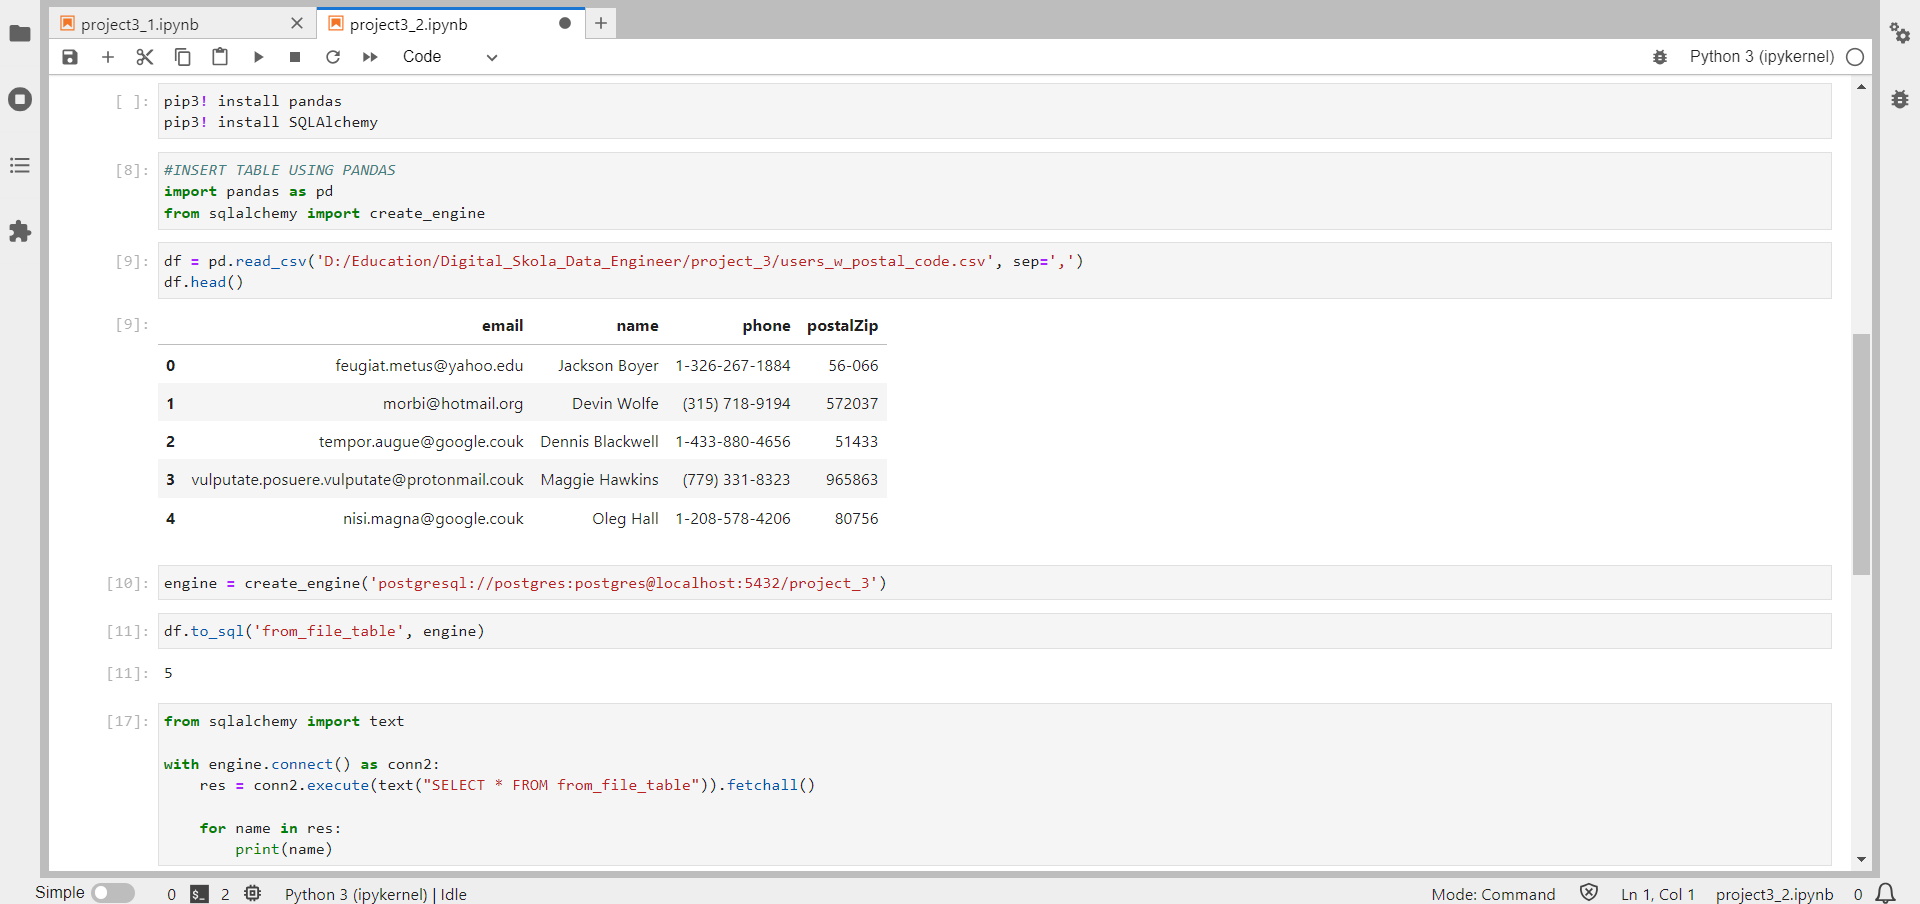 project3_1.ipynb
project3_2.ipynb
Code
Python 3 (ipykernel)
[ ]:
pip3! install pandas
pip3! install SQLAlchemy
[8]:
#INSERT TABLE USING PANDAS
import pandas as pd
from sqlalchemy import create_engine
[9]:
df = pd.read_csv('D:/Education/Digital_Skola_Data_Engineer/project_3/users_w_postal_code.csv', sep=',')
df.head()
[9]:
email name phone postalZip
0 feugiat.metus@yahoo.edu Jackson Boyer 1-326-267-1884 56-066
1 morbi@hotmail.org Devin Wolfe (315) 718-9194 572037
2 tempor.augue@google.couk Dennis Blackwell 1-433-880-4656 51433
3 vulputate.posuere.vulputate@protonmail.couk Maggie Hawkins (779) 331-8323 965863
4 nisi.magna@google.couk Oleg Hall 1-208-578-4206 80756
[10]:
engine = create_engine('postgresql://postgres:postgres@localhost:5432/project_3')
[11]:
df.to_sql('from_file_table', engine)
[11]:
5
[17]:
from sqlalchemy import text
with engine.connect() as conn2:
    res = conn2.execute(text("SELECT * FROM from_file_table")).fetchall()
    for name in res:
        print(name)
Simple 0 $_ 2 Python 3 (ipykernel) | Idle Mode: Command Ln 1, Col 1 project3_2.ipynb 0